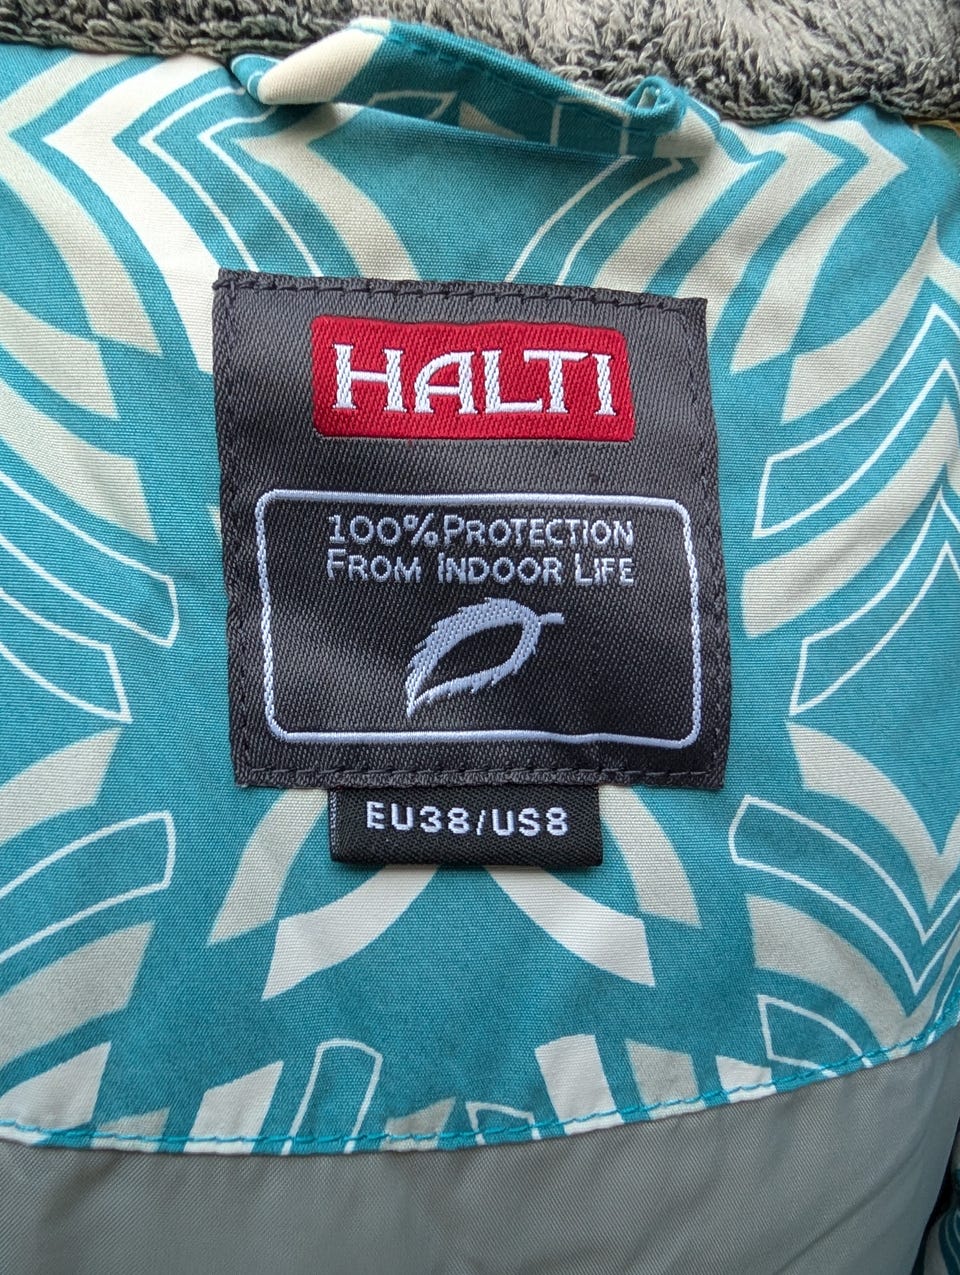 HALTI
100% PROTECTION
FROM INDOOR LIFE
EU38/US8